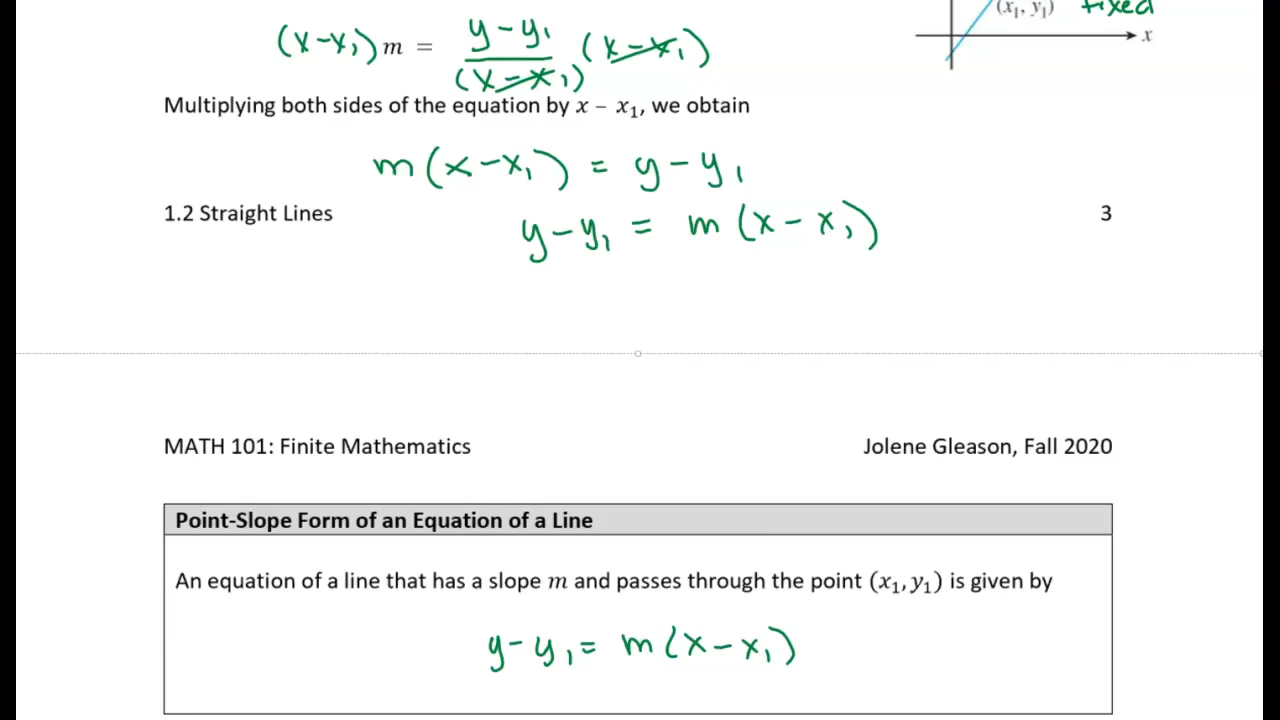 (x₁, y₁) fixed
(x-x₁) m = y-y₁ / (x-x₁) (x-x₁)
x
Multiplying both sides of the equation by x − x₁, we obtain
m(x-x₁) = y-y₁
1.2 Straight Lines 3
y-y₁ = m(x-x₁)
MATH 101: Finite Mathematics Jolene Gleason, Fall 2020
Point-Slope Form of an Equation of a Line
An equation of a line that has a slope m and passes through the point (x₁, y₁) is given by
y-y₁ = m(x-x₁)